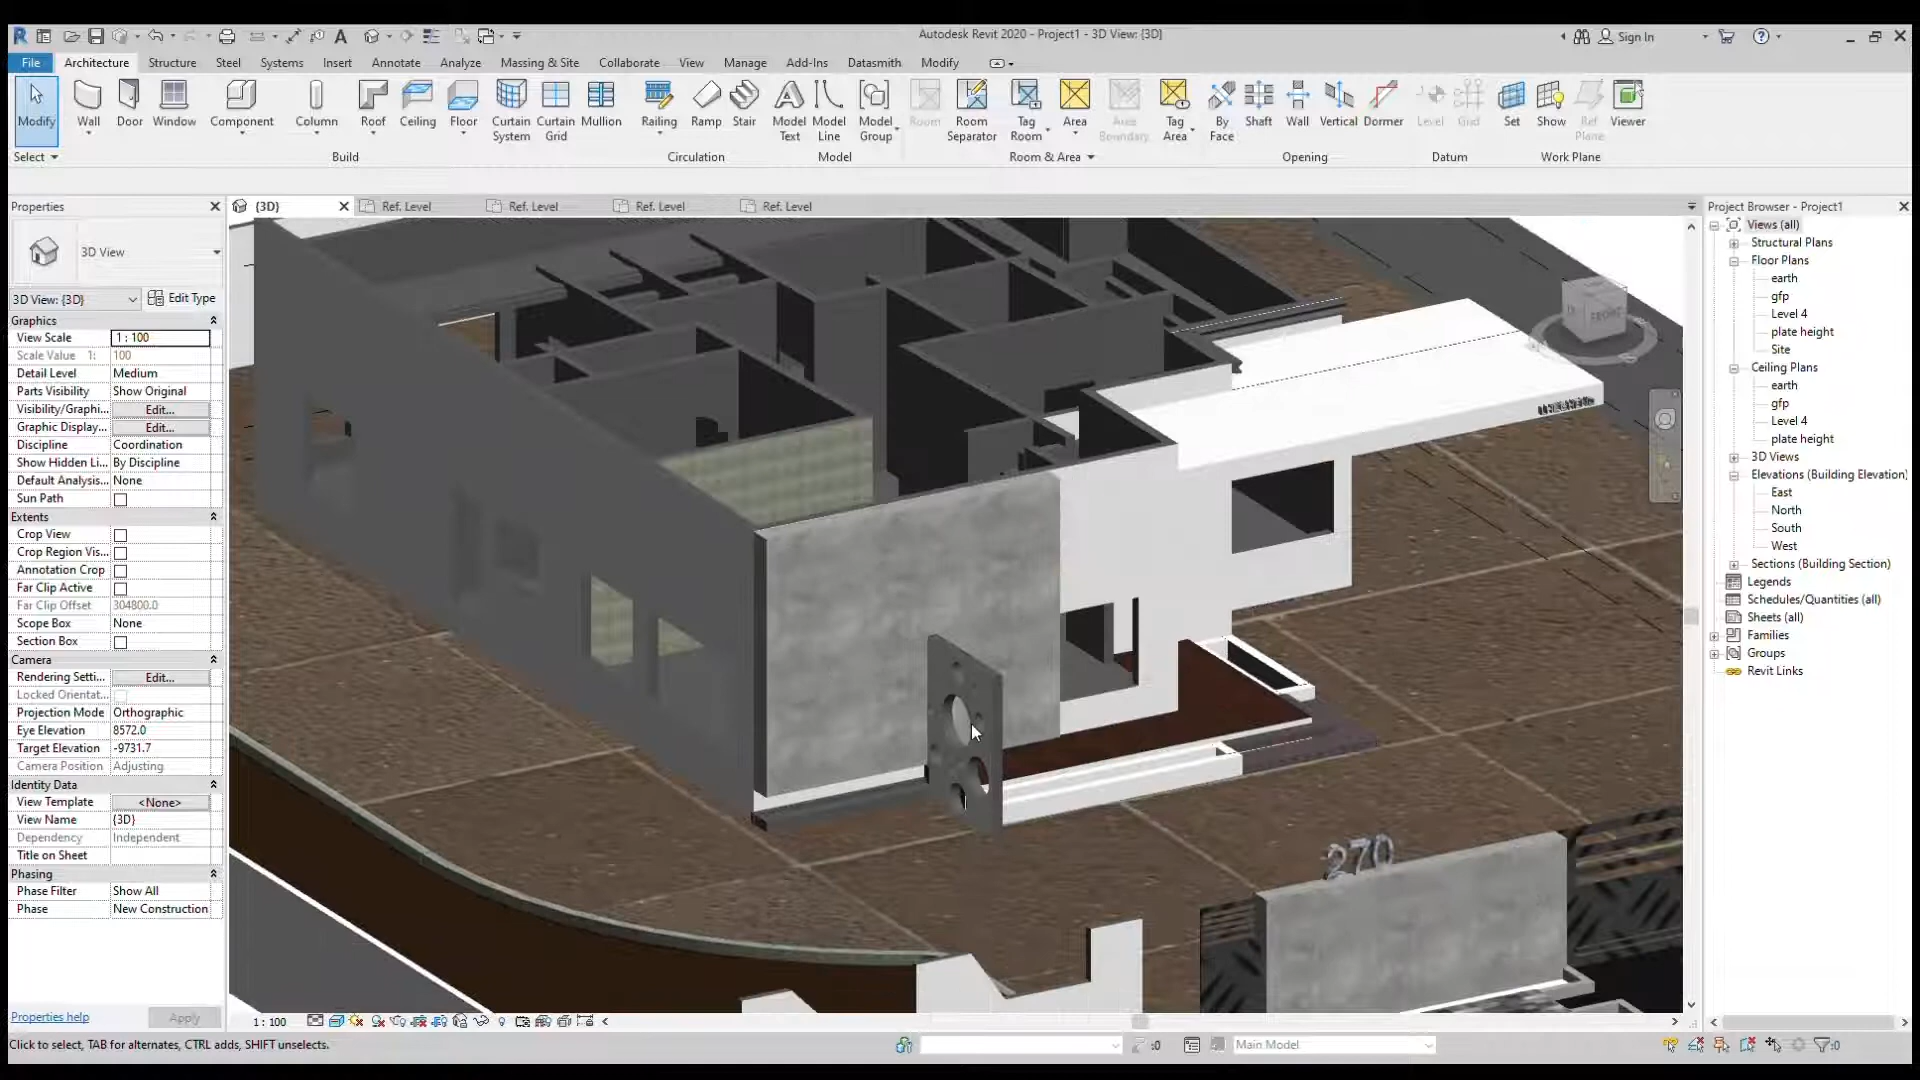 Autodesk Revit 2020 - Project1 - 3D View: {3D}
Sign In
File Architecture Structure Steel Systems Insert Annotate Analyze Massing & Site Collaborate View Manage Add-Ins Datasmith Modify
Modify Wall Door Window Component Column Roof Ceiling Floor Curtain System Curtain Grid Mullion Railing Ramp Stair Model Text Model Line Model Group Room Room Separator Tag Room Area Area Boundary Tag Area By Face Shaft Wall Vertical Dormer Level Grid Set Show Ref Plane Viewer
Select Build Circulation Model Room & Area Opening Datum Work Plane
Properties
{3D} Ref. Level Ref. Level Ref. Level Ref. Level
3D View
3D View: {3D} Edit Type
Graphics
View Scale 1 : 100
Scale Value 1: 100
Detail Level Medium
Parts Visibility Show Original
Visibility/Graphi... Edit...
Graphic Display... Edit...
Discipline Coordination
Show Hidden Li... By Discipline
Default Analysis... None
Sun Path
Extents
Crop View
Crop Region Vis...
Annotation Crop
Far Clip Active
Far Clip Offset 304800.0
Scope Box None
Section Box
Camera
Rendering Setti... Edit...
Locked Orientat...
Projection Mode Orthographic
Eye Elevation 8572.0
Target Elevation -9731.7
Camera Position Adjusting
Identity Data
View Template <None>
View Name {3D}
Dependency Independent
Title on Sheet
Phasing
Phase Filter Show All
Phase New Construction
Properties help Apply
FRONT
270
Project Browser - Project1
Views (all)
Structural Plans
Floor Plans
earth
gfp
Level 4
plate height
Site
Ceiling Plans
earth
gfp
Level 4
plate height
3D Views
Elevations (Building Elevation)
East
North
South
West
Sections (Building Section)
Legends
Schedules/Quantities (all)
Sheets (all)
Families
Groups
Revit Links
1 : 100
Click to select, TAB for alternates, CTRL adds, SHIFT unselects.
:0
Main Model
:0